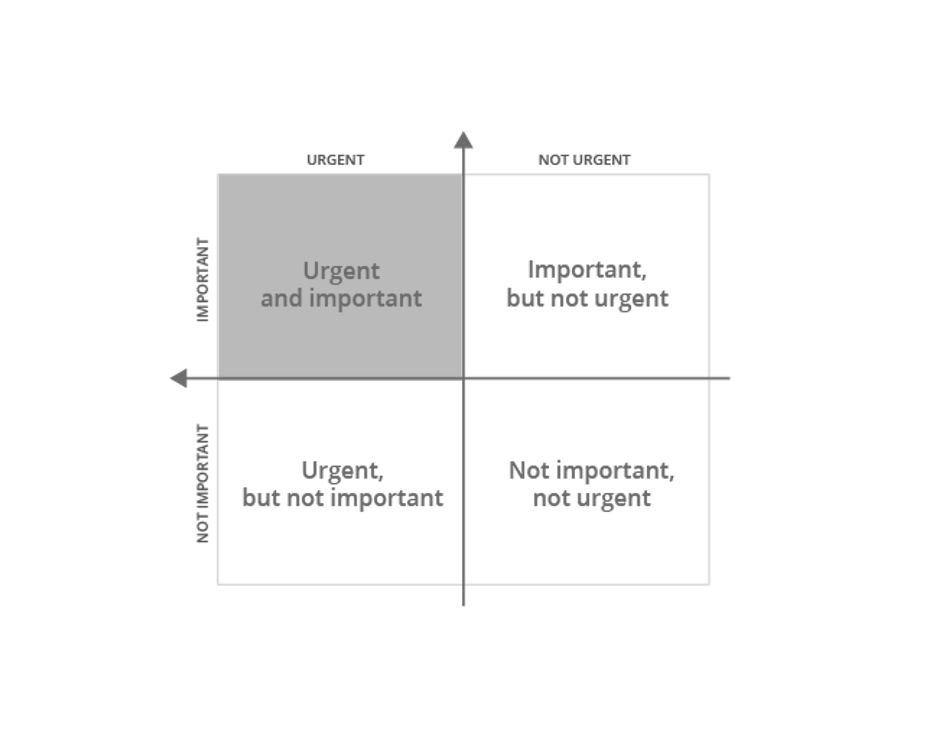 URGENT
NOT URGENT
IMPORTANT
Urgent
and important
Important,
but not urgent
NOT IMPORTANT
Urgent,
but not important
Not important,
not urgent